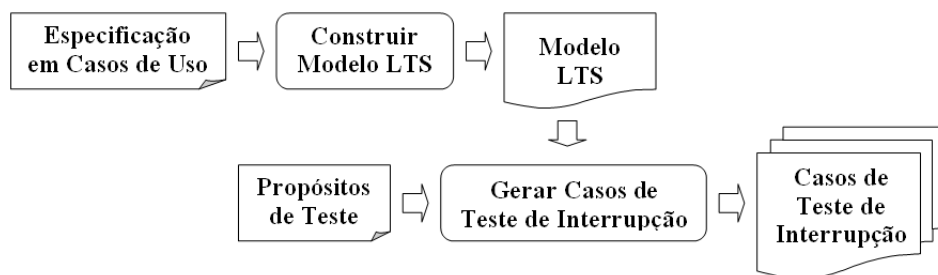 Especificação
em Casos de Uso
Construir
Modelo LTS
Modelo
LTS
Propósitos
de Teste
Gerar Casos de
Teste de Interrupção
Casos de
Teste de
Interrupção